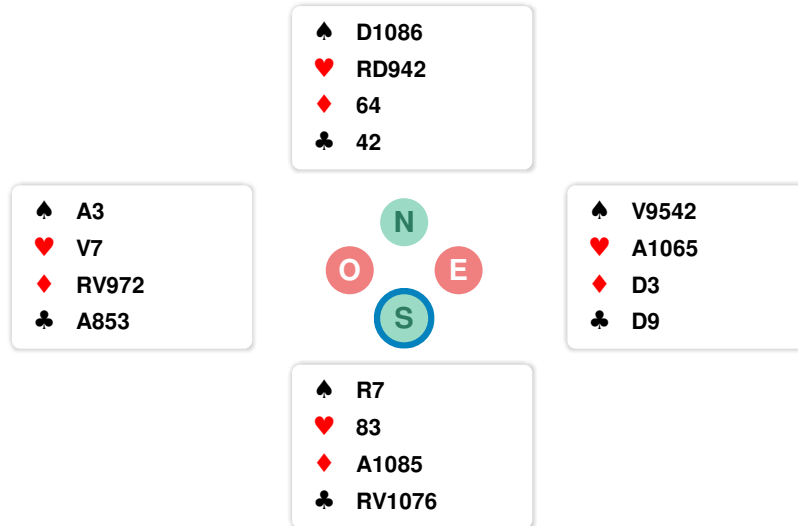 ♠ D1086
♥ RD942
♦ 64
♣ 42
♠ A3
♥ V7
♦ RV972
♣ A853
N
O
E
S
♠ V9542
♥ A1065
♦ D3
♣ D9
♠ R7
♥ 83
♦ A1085
♣ RV1076